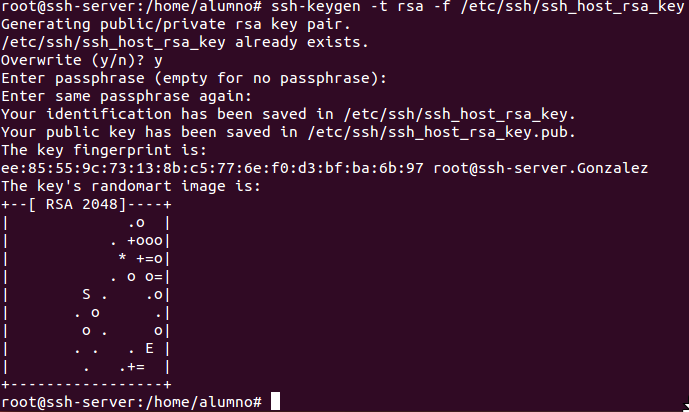 root@ssh-server:/home/alumno# ssh-keygen -t rsa -f /etc/ssh/ssh_host_rsa_key
Generating public/private rsa key pair.
/etc/ssh/ssh_host_rsa_key already exists.
Overwrite (y/n)? y
Enter passphrase (empty for no passphrase):
Enter same passphrase again:
Your identification has been saved in /etc/ssh/ssh_host_rsa_key.
Your public key has been saved in /etc/ssh/ssh_host_rsa_key.pub.
The key fingerprint is:
ee:85:55:9c:73:13:8b:c5:77:6e:f0:d3:bf:ba:6b:97 root@ssh-server.Gonzalez
The key's randomart image is:
+--[ RSA 2048]----+
|             .o  |
|           . +ooo|
|            * +=o|
|           . o o=|
|        S .    .o|
|       . o      .|
|        o .     o|
|       . .   . E |
|        .   .+=  |
+-----------------+
root@ssh-server:/home/alumno#